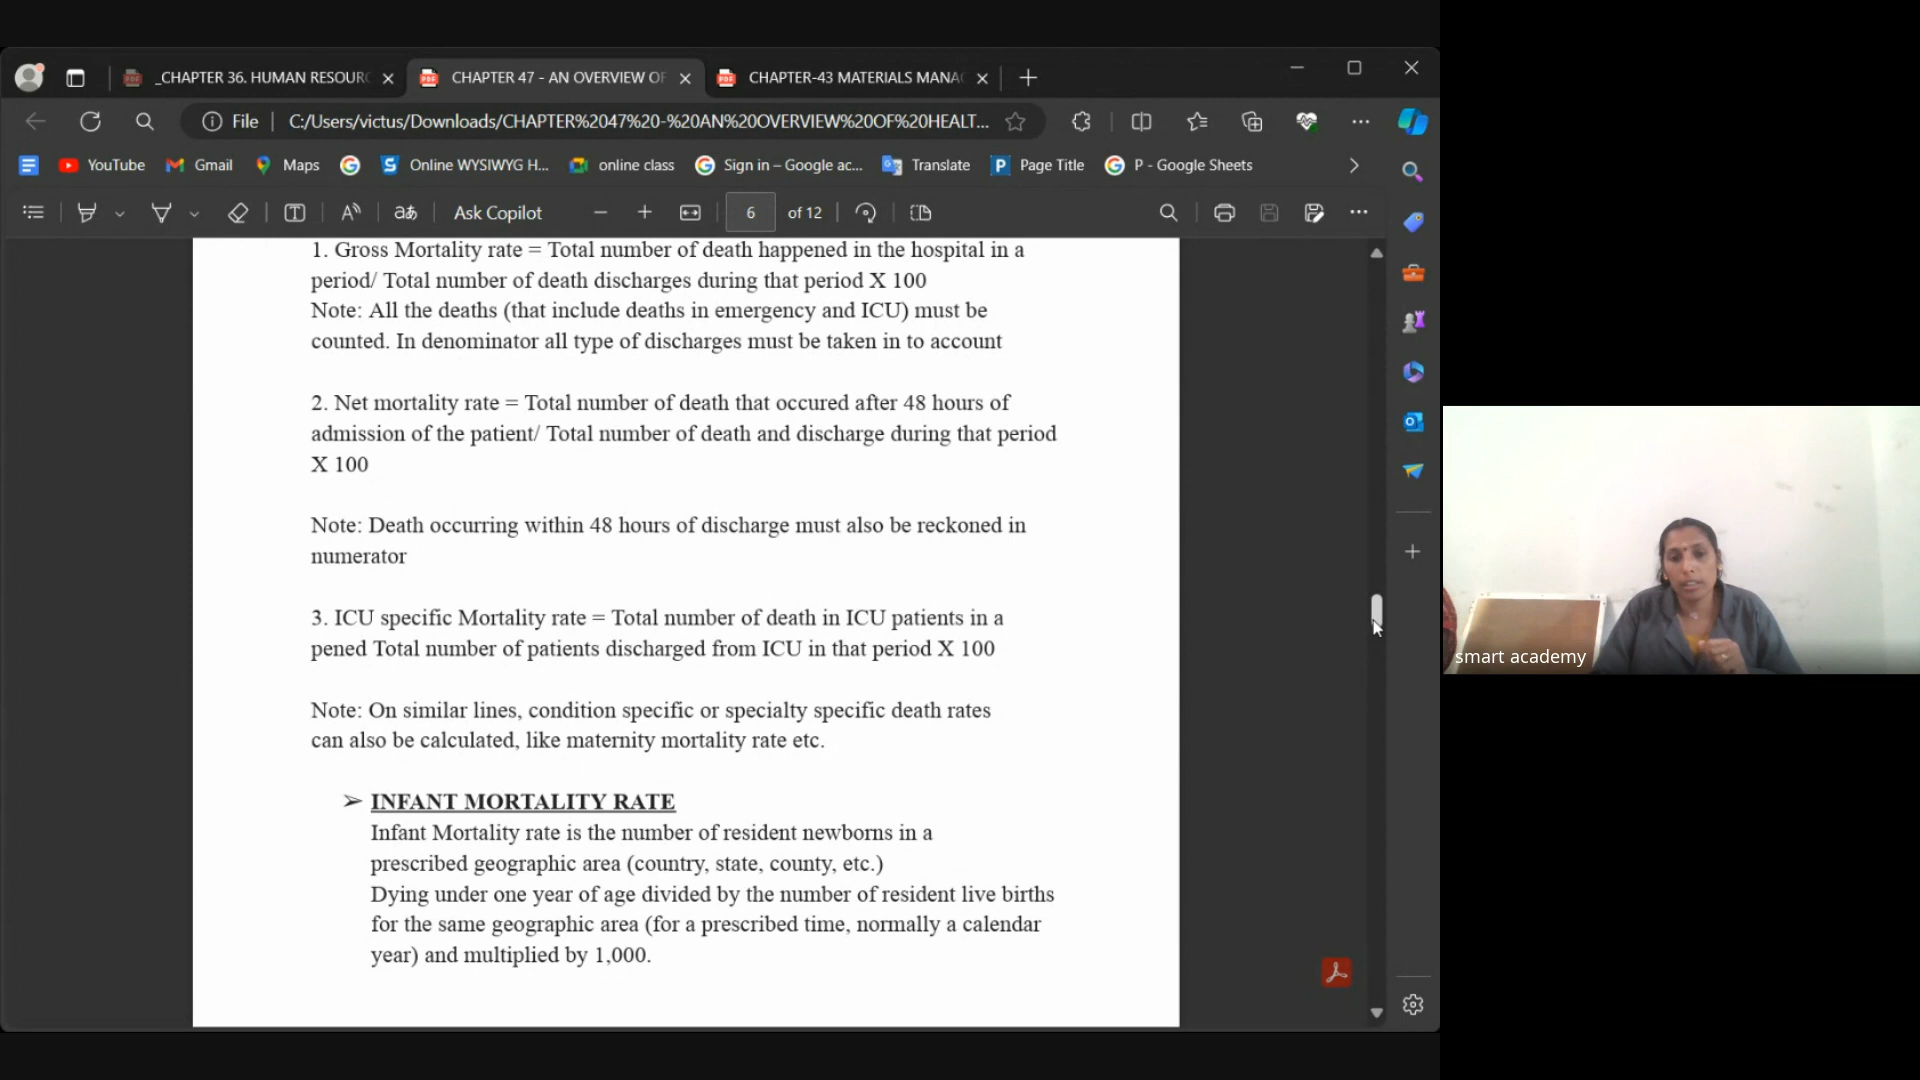 _CHAPTER 36. HUMAN RESOUR
CHAPTER 47 - AN OVERVIEW OF
CHAPTER-43 MATERIALS MANA
File
C:/Users/victus/Downloads/CHAPTER%2047%20-%20AN%20OVERVIEW%20OF%20HEALT...
YouTube
Gmail
Maps
Online WYSIWYG H...
online class
Sign in – Google ac...
Translate
Page Title
P - Google Sheets
Ask Copilot
6 of 12
1. Gross Mortality rate = Total number of death happened in the hospital in a
period/ Total number of death discharges during that period X 100
Note: All the deaths (that include deaths in emergency and ICU) must be
counted. In denominator all type of discharges must be taken in to account
2. Net mortality rate = Total number of death that occured after 48 hours of
admission of the patient/ Total number of death and discharge during that period
X 100
Note: Death occurring within 48 hours of discharge must also be reckoned in
numerator
3. ICU specific Mortality rate = Total number of death in ICU patients in a
pened Total number of patients discharged from ICU in that period X 100
Note: On similar lines, condition specific or specialty specific death rates
can also be calculated, like maternity mortality rate etc.
➢ INFANT MORTALITY RATE
Infant Mortality rate is the number of resident newborns in a
prescribed geographic area (country, state, county, etc.)
Dying under one year of age divided by the number of resident live births
for the same geographic area (for a prescribed time, normally a calendar
year) and multiplied by 1,000.
smart academy